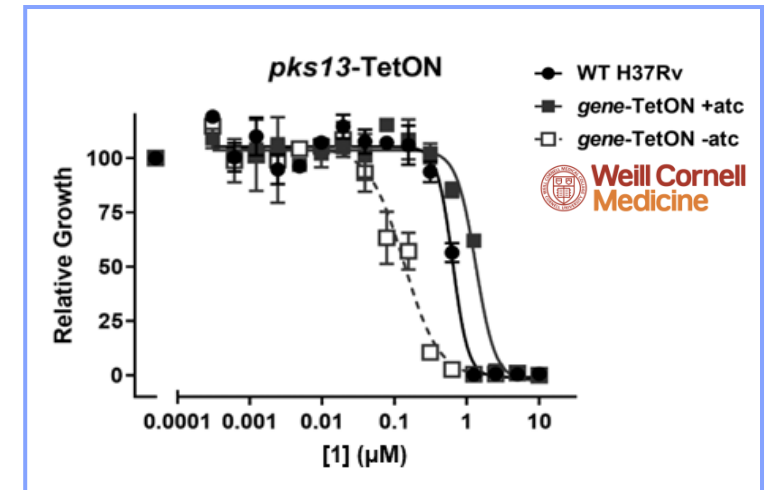 pks13-TetON
WT H37Rv
gene-TetON +atc
gene-TetON -atc
Weill Cornell
Medicine
Relative Growth
100
75
50
25
0
0.0001 0.001 0.01 0.1 1 10
[1] (µM)